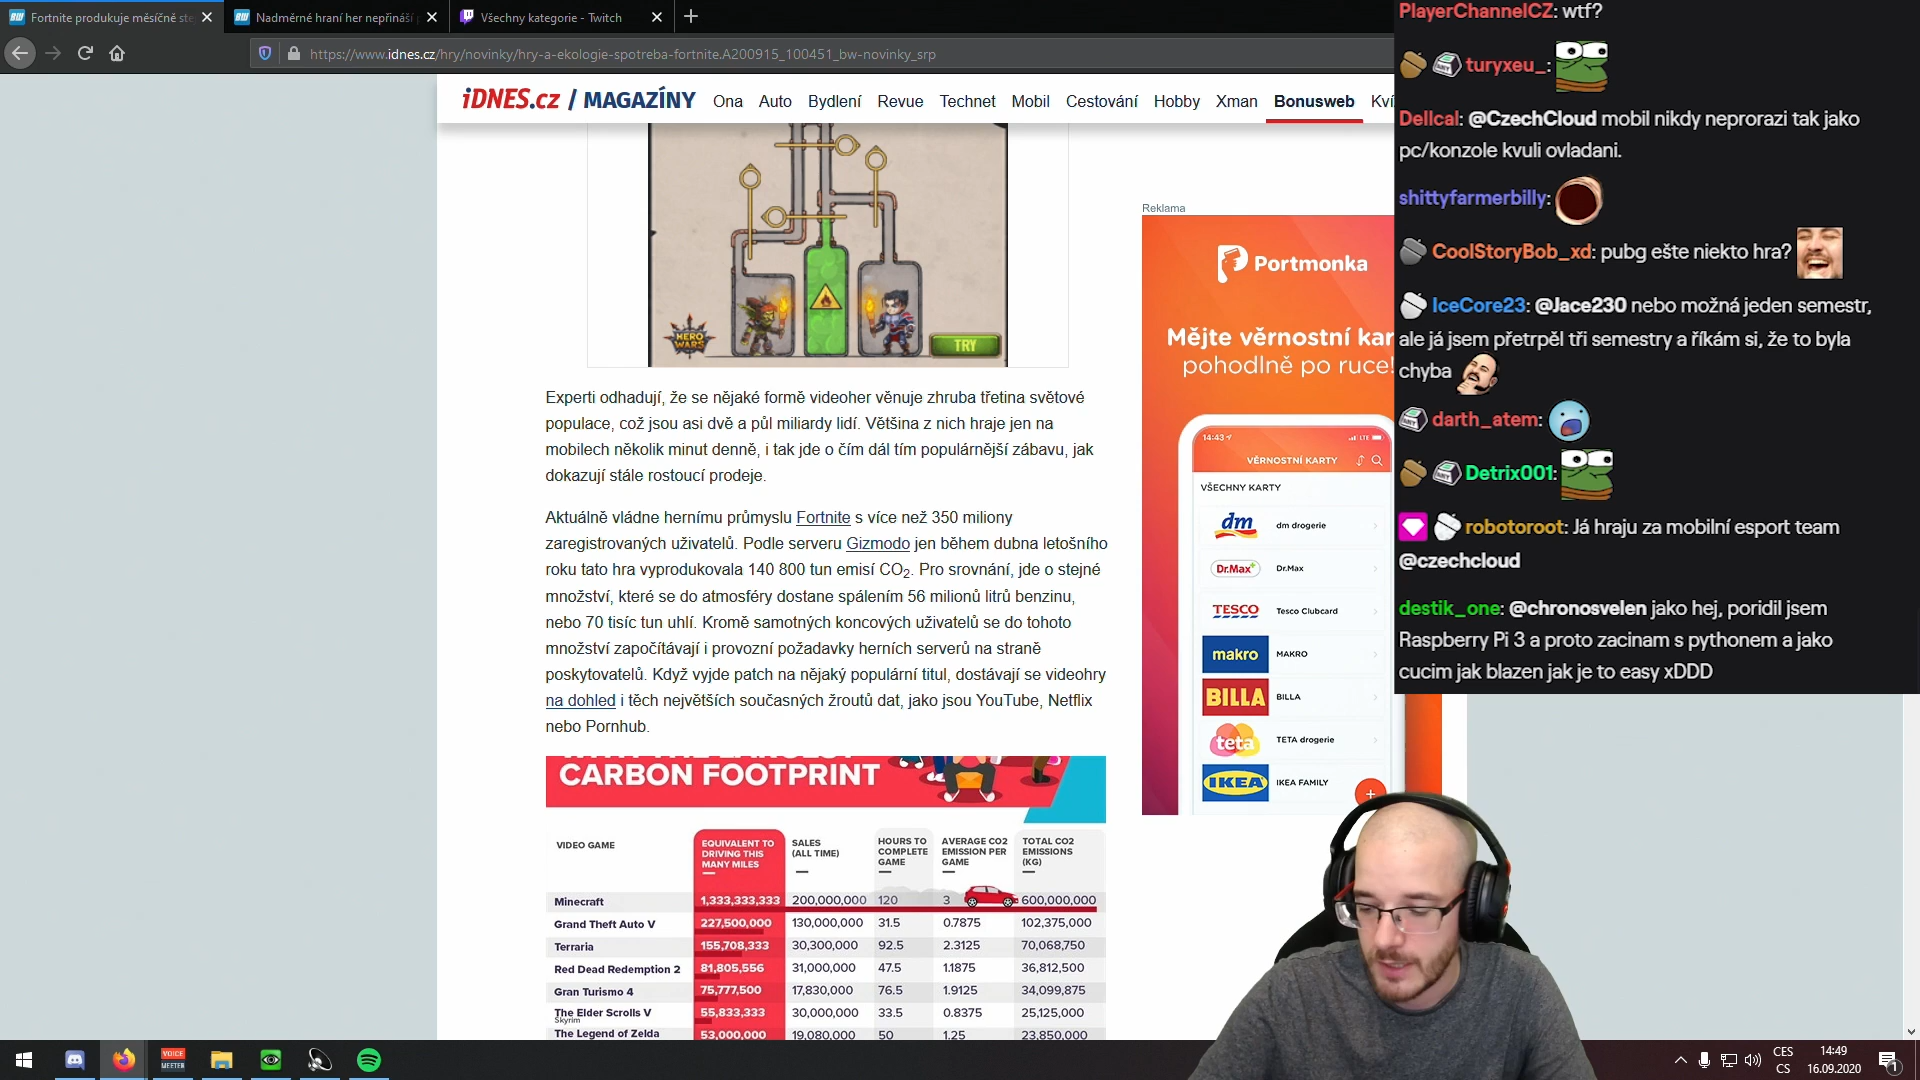 Fortnite produkuje měsíčně ste
Nadměrné hraní her nepřináší
Všechny kategorie - Twitch
https://www.idnes.cz/hry/novinky/hry-a-ekologie-spotreba-fortnite.A200915_100451_bw-novinky_srp
iDNES.cz / MAGAZÍNY
Ona Auto Bydlení Revue Technet Mobil Cestování Hobby Xman Bonusweb Kví
HERO WARS
TRY
Experti odhadují, že se nějaké formě videoher věnuje zhruba třetina světové
populace, což jsou asi dvě a půl miliardy lidí. Většina z nich hraje jen na
mobilech několik minut denně, i tak jde o čím dál tím populárnější zábavu, jak
dokazují stále rostoucí prodeje.
Aktuálně vládne hernímu průmyslu Fortnite s více než 350 miliony
zaregistrovaných uživatelů. Podle serveru Gizmodo jen během dubna letošního
roku tato hra vyprodukovala 140 800 tun emisí CO2. Pro srovnání, jde o stejné
množství, které se do atmosféry dostane spálením 56 milionů litrů benzinu,
nebo 70 tisíc tun uhlí. Kromě samotných koncových uživatelů se do tohoto
množství započítávají i provozní požadavky herních serverů na straně
poskytovatelů. Když vyjde patch na nějaký populární titul, dostávají se videohry
na dohled i těch největších současných žroutů dat, jako jsou YouTube, Netflix
nebo Pornhub.
CARBON FOOTPRINT
VIDEO GAME
EQUIVALENT TO
DRIVING THIS
MANY MILES
SALES
(ALL TIME)
HOURS TO
COMPLETE
GAME
AVERAGE CO2
EMISSION PER
GAME
TOTAL CO2
EMISSIONS
(KG)
Minecraft 1,333,333,333 200,000,000 120 3 600,000,000
Grand Theft Auto V 227,500,000 130,000,000 31.5 0.7875 102,375,000
Terraria 155,708,333 30,300,000 92.5 2.3125 70,068,750
Red Dead Redemption 2 81,805,556 31,000,000 47.5 1.1875 36,812,500
Gran Turismo 4 75,777,500 17,830,000 76.5 1.9125 34,099,875
The Elder Scrolls V 55,833,333 30,000,000 33.5 0.8375 25,125,000
Skyrim
The Legend of Zelda 53,000,000 19,080,000 50 1.25 23,850,000
Reklama
Portmonka
Mějte věrnostní kar
pohodlně po ruce!
14:43
LTE
VĚRNOSTNÍ KARTY
VŠECHNY KARTY
dm dm drogerie
Dr.Max+ Dr.Max
TESCO Tesco Clubcard
makro MAKRO
BILLA BILLA
teta TETA drogerie
IKEA IKEA FAMILY
+
PlayerChannelCZ: wtf?
turyxeu_:
Dellcal: @CzechCloud mobil nikdy neprorazi tak jako
pc/konzole kvuli ovladani.
shittyfarmerbilly:
CoolStoryBob_xd: pubg ešte niekto hra?
IceCore23: @Jace230 nebo možná jeden semestr,
ale já jsem přetrpěl tři semestry a říkám si, že to byla
chyba
darth_atem:
Detrix001:
robotoroot: Já hraju za mobilní esport team
@czechcloud
destik_one: @chronosvelen jako hej, poridil jsem
Raspberry Pi 3 a proto zacinam s pythonem a jako
cucim jak blazen jak je to easy xDDD
VOICE
MEETER
CES
CS
14:49
16.09.2020
1